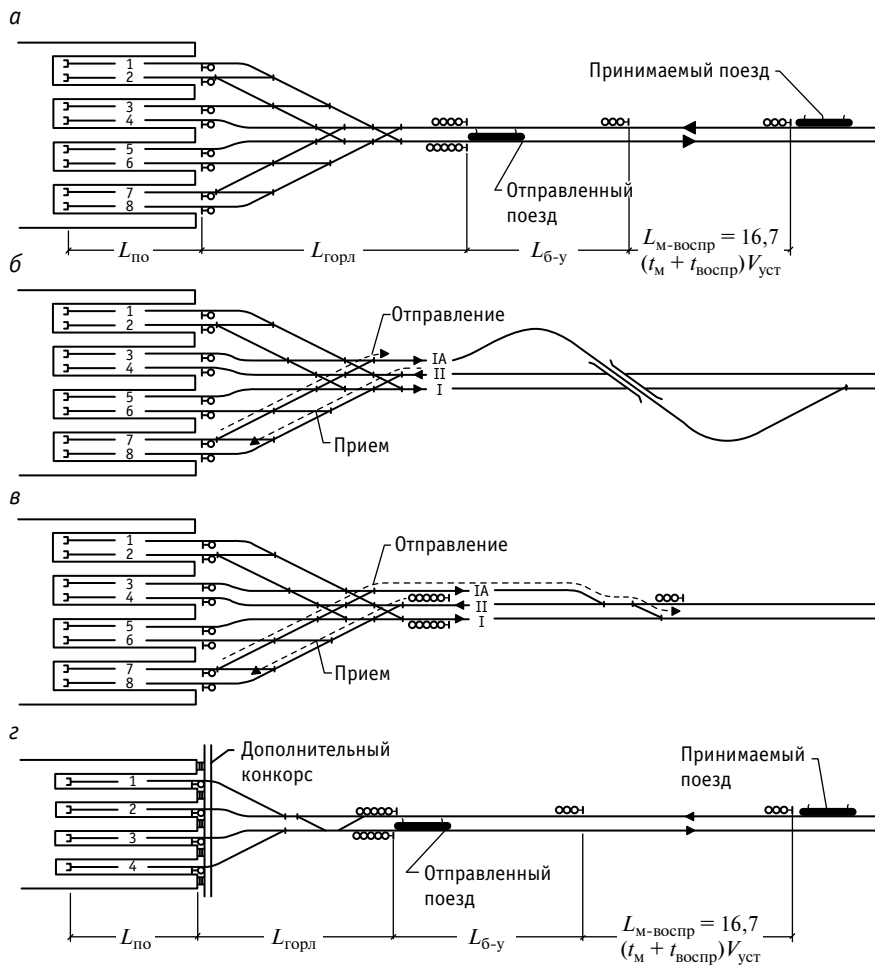 а
1
2
3
4
5
6
7
8
Принимаемый поезд
Отправленный
поезд
Lпо
Lгорл
Lб-у
Lм-воспр = 16,7
(tм + tвоспр)Vуст
б
1
2
3
4
5
6
7
8
Отправление
IA
II
I
Прием
в
1
2
3
4
5
6
7
8
Отправление
IA
II
I
Прием
г
Дополнительный
конкорс
1
2
3
4
Принимаемый
поезд
Отправленный
поезд
Lпо
Lгорл
Lб-у
Lм-воспр = 16,7
(tм + tвоспр)Vуст